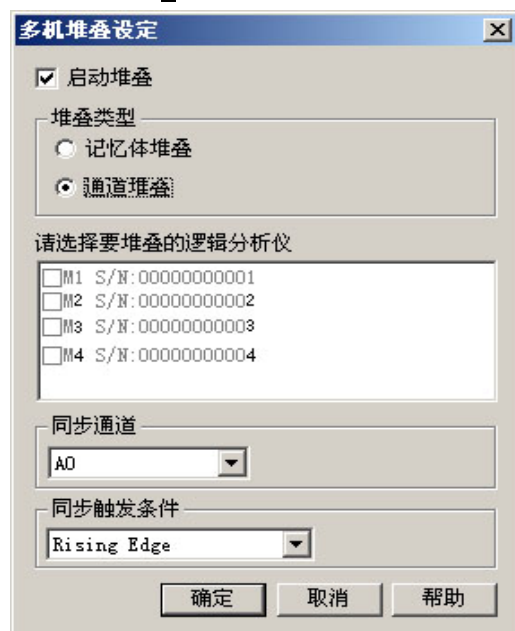 多机堆叠设定
启动堆叠
堆叠类型
记忆体堆叠
通道堆叠
请选择要堆叠的逻辑分析仪
M1 S/N:00000000001
M2 S/N:00000000002
M3 S/N:00000000003
M4 S/N:00000000004
同步通道
A0
同步触发条件
Rising Edge
确定 取消 帮助